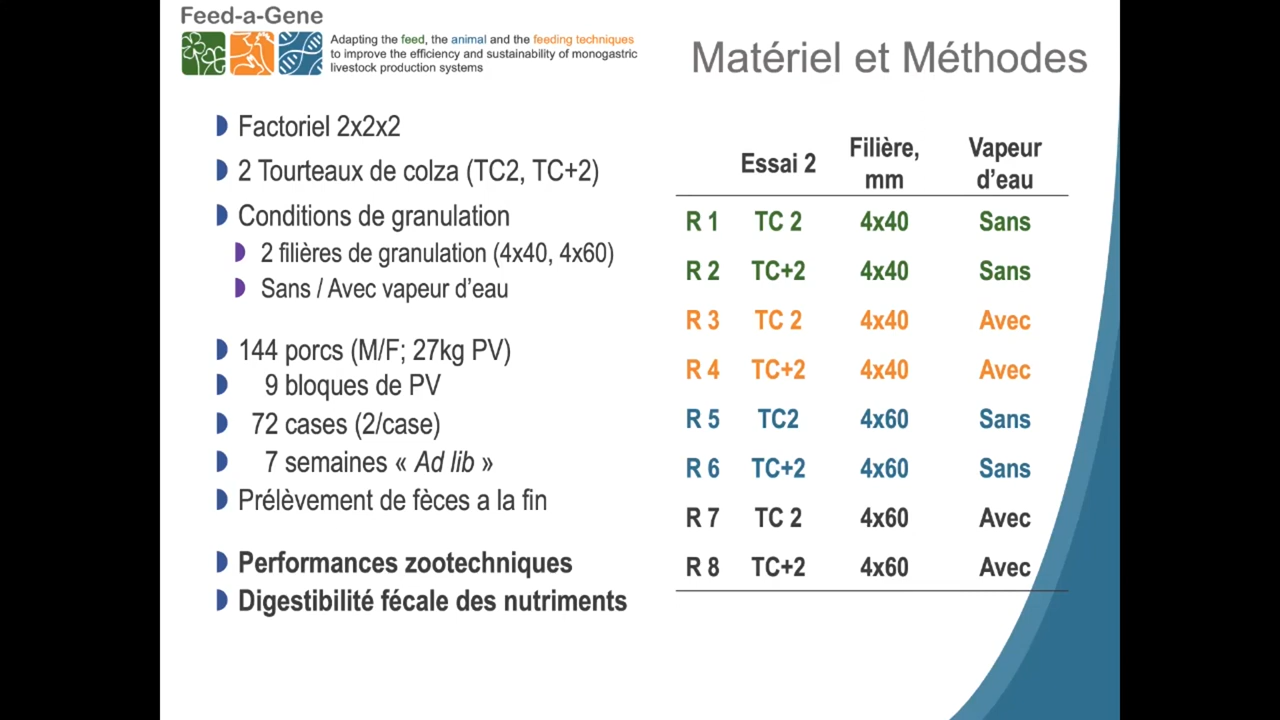 Feed-a-Gene
Adapting the feed, the animal and the feeding techniques
to improve the efficiency and sustainability of monogastric
livestock production systems
Matériel et Méthodes
Factoriel 2x2x2
2 Tourteaux de colza (TC2, TC+2)
Conditions de granulation
2 filières de granulation (4x40, 4x60)
Sans / Avec vapeur d'eau
144 porcs (M/F; 27kg PV)
9 bloques de PV
72 cases (2/case)
7 semaines « Ad lib »
Prélèvement de fèces a la fin
Performances zootechniques
Digestibilité fécale des nutriments
Essai 2 Filière, mm Vapeur d'eau
R 1 TC 2 4x40 Sans
R 2 TC+2 4x40 Sans
R 3 TC 2 4x40 Avec
R 4 TC+2 4x40 Avec
R 5 TC2 4x60 Sans
R 6 TC+2 4x60 Sans
R 7 TC 2 4x60 Avec
R 8 TC+2 4x60 Avec